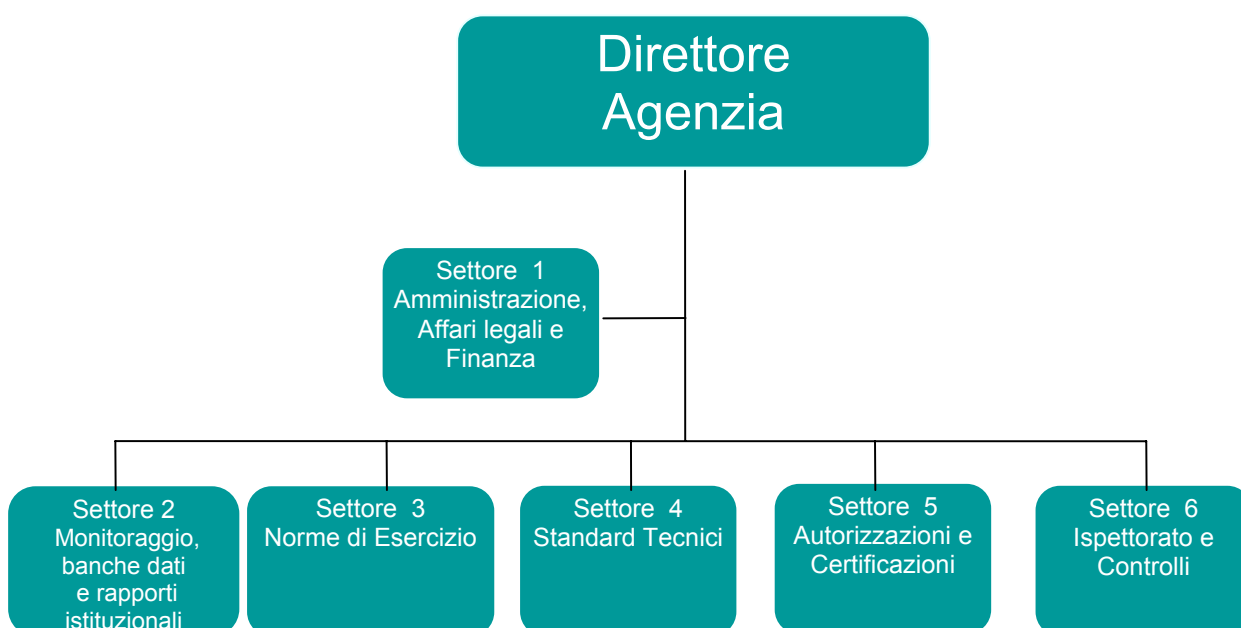 Direttore
Agenzia
Settore 1
Amministrazione,
Affari legali e
Finanza
Settore 2
Monitoraggio,
banche dati
e rapporti
istituzionali
Settore 3
Norme di Esercizio
Settore 4
Standard Tecnici
Settore 5
Autorizzazioni e
Certificazioni
Settore 6
Ispettorato e
Controlli